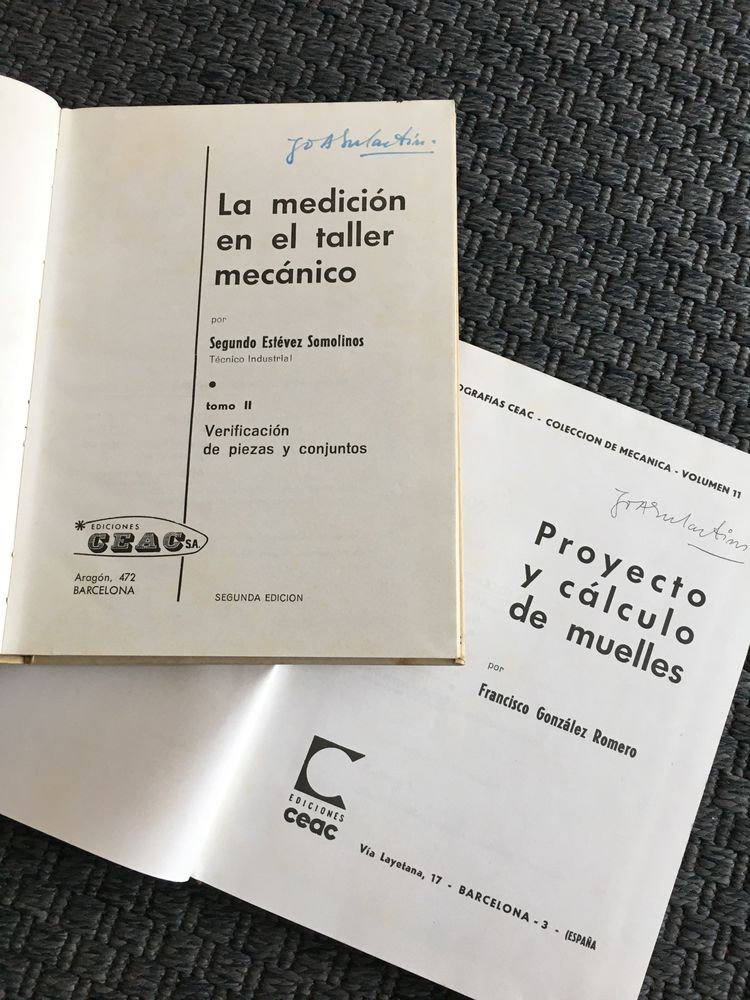 La medición
en el taller
mecánico
por
Segundo Estévez Somolinos
Técnico Industrial
tomo II
Verificación
de piezas y conjuntos
* EDICIONES
CEAC S.A.
Aragón, 472
BARCELONA
SEGUNDA EDICION
OGRAFIAS CEAC - COLECCION DE MECANICA - VOLUMEN 11
Proyecto
y cálculo
de muelles
por
Francisco González Romero
EDICIONES
ceac
Vía Layetana, 17 - BARCELONA - 3 - (ESPAÑA